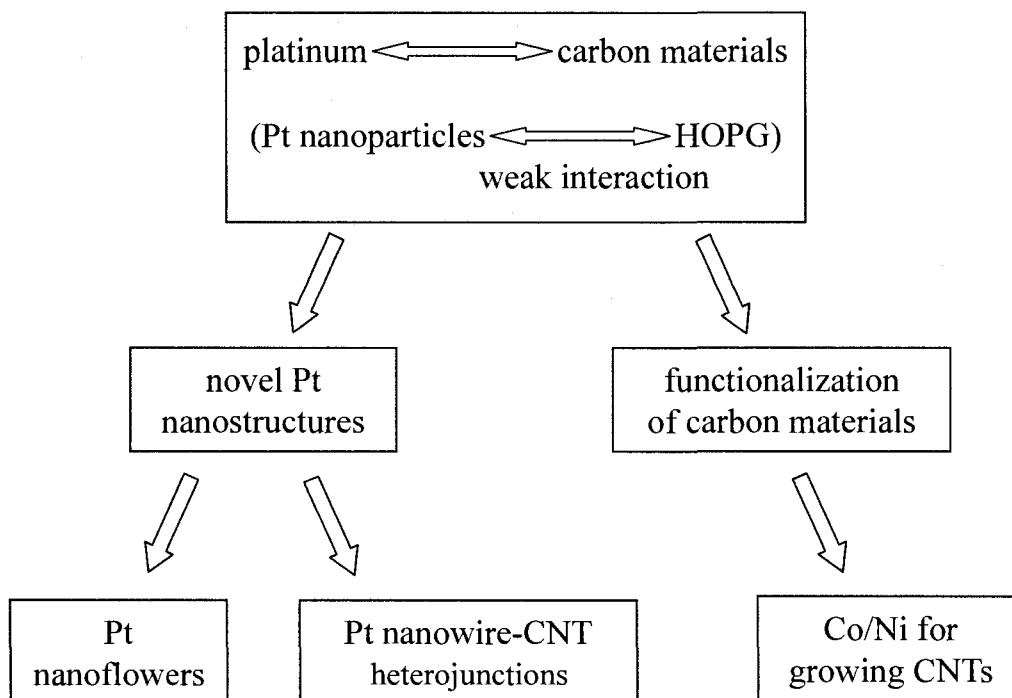 platinum carbon materials
(Pt nanoparticles HOPG)
weak interaction
novel Pt
nanostructures
functionalization
of carbon materials
Pt
nanoflowers
Pt nanowire-CNT
heterojunctions
Co/Ni for
growing CNTs